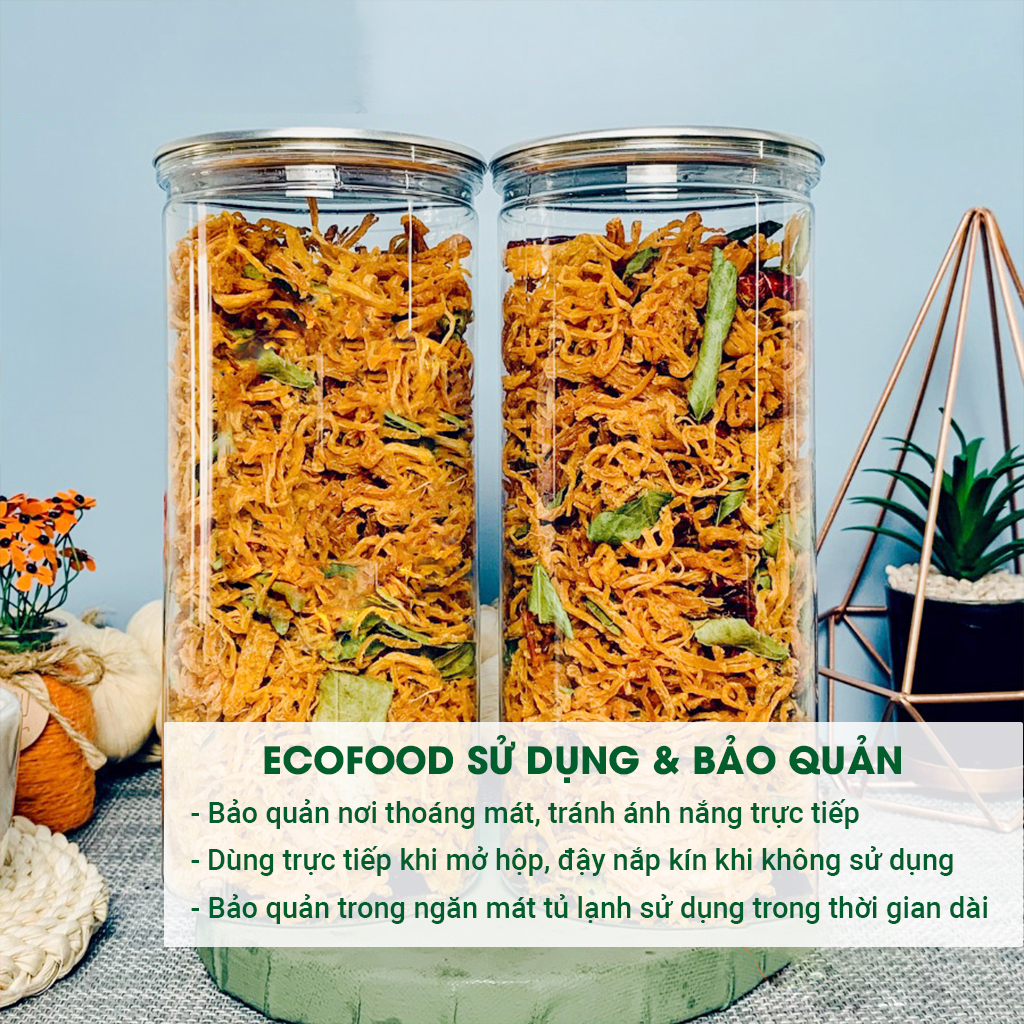 ECOFOOD SỬ DỤNG & BẢO QUẢN
- Bảo quản nơi thoáng mát, tránh ánh nắng trực tiếp
- Dùng trực tiếp khi mở hộp, đậy nắp kín khi không sử dụng
- Bảo quản trong ngăn mát tủ lạnh sử dụng trong thời gian dài